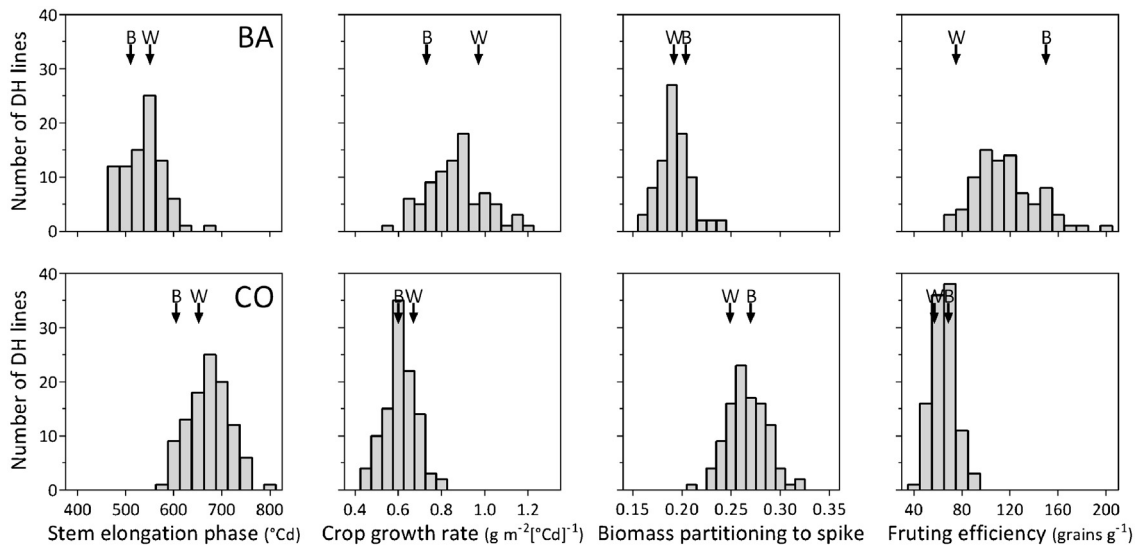 Number of DH lines
40
30
20
10
0
B W
BA
B W
W B
W B
Number of DH lines
40
30
20
10
0
B W
CO
B W
W B
W B
400 500 600 700 800
0.4 0.6 0.8 1.0 1.2
0.15 0.20 0.25 0.30 0.35
40 80 120 160 200
Stem elongation phase (°Cd)
Crop growth rate (g m⁻²[°Cd]⁻¹)
Biomass partitioning to spike
Fruting efficiency (grains g⁻¹)